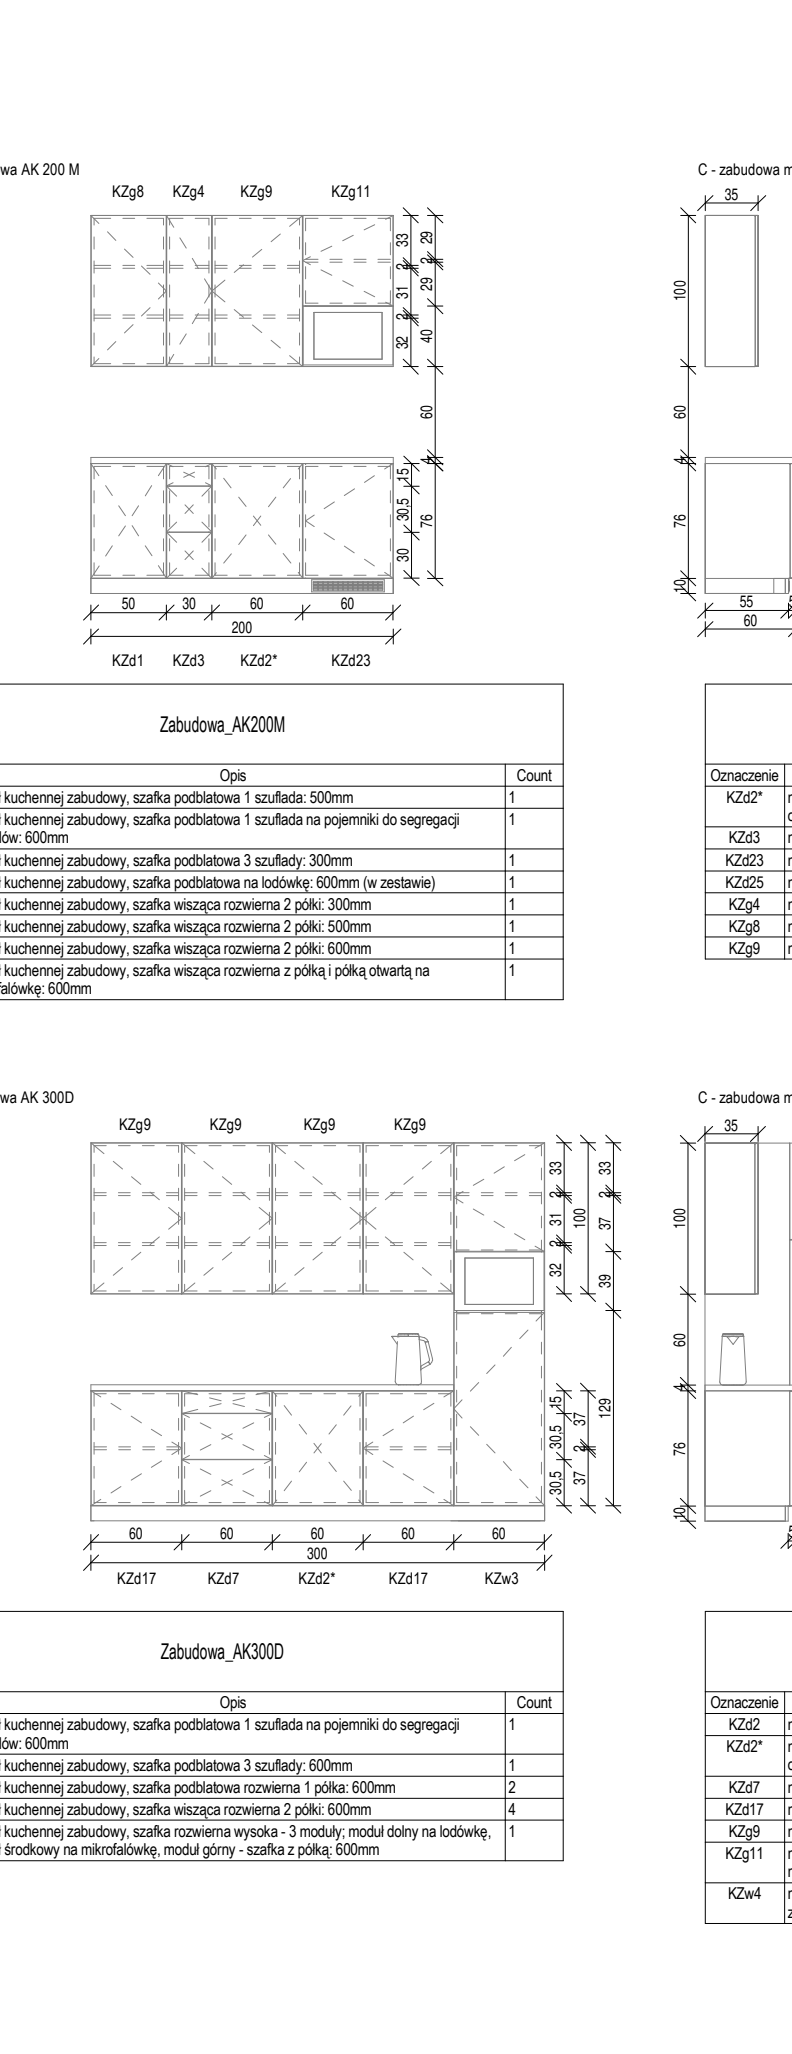 wa AK 200 M
KZg8 KZg4 KZg9 KZg11
33 2 31 2 32
29 2 29 40
60
4
15 30,5 30
76
50 30 60 60
200
KZd1 KZd3 KZd2* KZd23
Zabudowa_AK200M
Opis Count
ł kuchennej zabudowy, szafka podblatowa 1 szuflada: 500mm 1
ł kuchennej zabudowy, szafka podblatowa 1 szuflada na pojemniki do segregacji 1
lów: 600mm
ł kuchennej zabudowy, szafka podblatowa 3 szuflady: 300mm 1
ł kuchennej zabudowy, szafka podblatowa na lodówkę: 600mm (w zestawie) 1
ł kuchennej zabudowy, szafka wisząca rozwierna 2 półki: 300mm 1
ł kuchennej zabudowy, szafka wisząca rozwierna 2 półki: 500mm 1
ł kuchennej zabudowy, szafka wisząca rozwierna 2 półki: 600mm 1
ł kuchennej zabudowy, szafka wisząca rozwierna z półką i półką otwartą na 1
falówkę: 600mm
C - zabudowa m
35
100
60
4
76
10
55
60
Oznaczenie
KZd2*
KZd3
KZd23
KZd25
KZg4
KZg8
KZg9
wa AK 300D
KZg9 KZg9 KZg9 KZg9
33 2 31 2 32
100
33 2 37 39
129
15 30,5 30,5
37 2 37
60 60 60 60 60
300
KZd17 KZd7 KZd2* KZd17 KZw3
Zabudowa_AK300D
Opis Count
ł kuchennej zabudowy, szafka podblatowa 1 szuflada na pojemniki do segregacji 1
lów: 600mm
ł kuchennej zabudowy, szafka podblatowa 3 szuflady: 600mm 1
ł kuchennej zabudowy, szafka podblatowa rozwierna 1 półka: 600mm 2
ł kuchennej zabudowy, szafka wisząca rozwierna 2 półki: 600mm 4
ł kuchennej zabudowy, szafka rozwierna wysoka - 3 moduły; moduł dolny na lodówkę, 1
ł środkowy na mikrofalówkę, moduł górny - szafka z półką: 600mm
C - zabudowa m
35
100
60
4
76
10
Oznaczenie
KZd2
KZd2*
KZd7
KZd17
KZg9
KZg11
KZw4